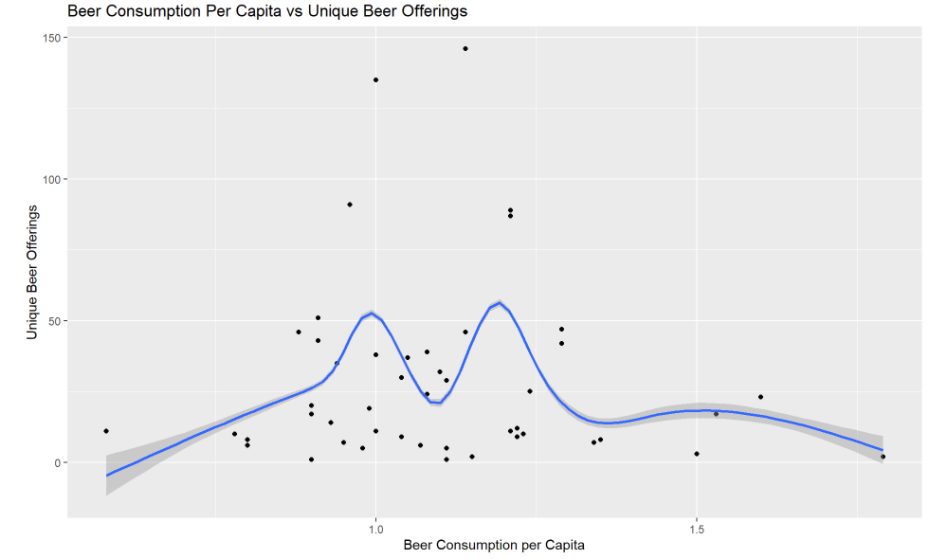 Beer Consumption Per Capita vs Unique Beer Offerings
150
100
50
0
Unique Beer Offerings
1.0
1.5
Beer Consumption per Capita